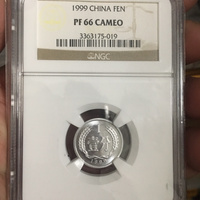 1999 CHINA FEN
PF 66 CAMEO
NGC
3363175-019